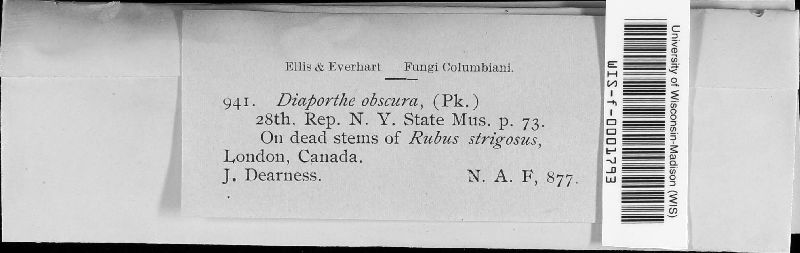 Ellis & Everhart Fungi Columbiani.
941. Diaporthe obscura, (Pk.)
28th. Rep. N. Y. State Mus. p. 73.
On dead stems of Rubus strigosus,
London, Canada.
J. Dearness. N. A. F, 877.
University of Wisconsin-Madison (WIS)
WIS-f-0001793